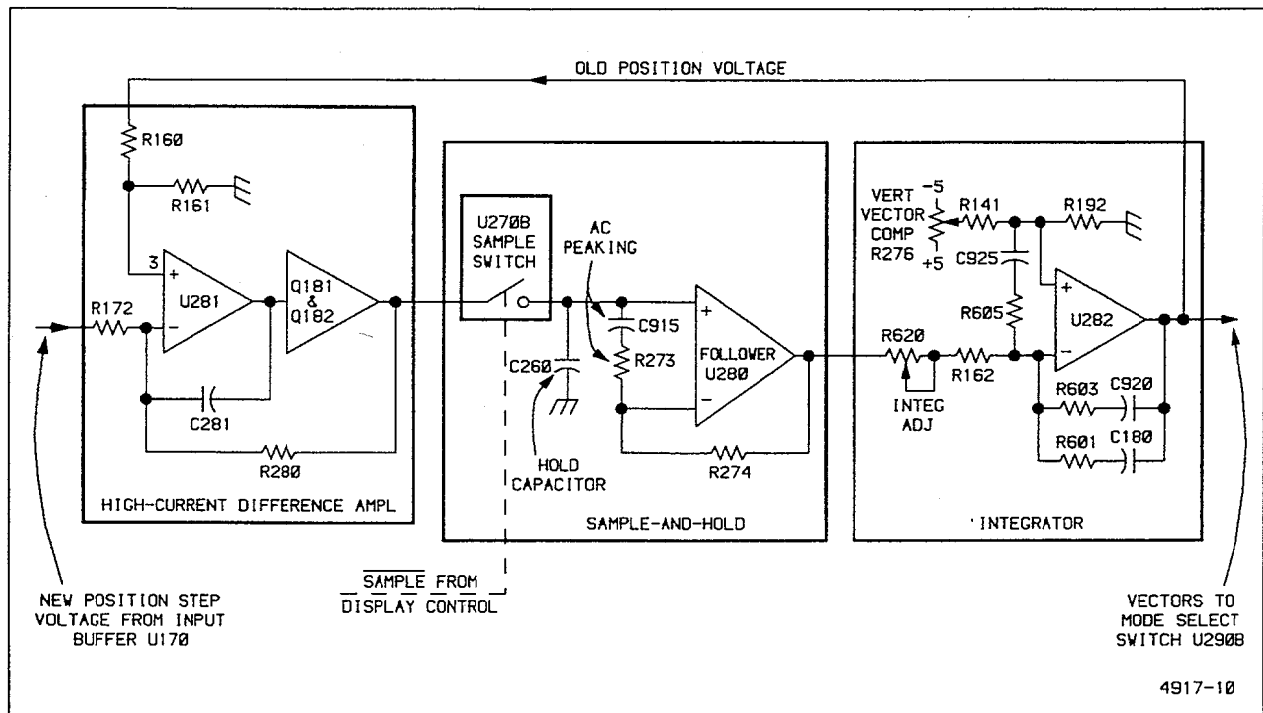 OLD POSITION VOLTAGE
R160
R161
3
+
U281
-
R172
C281
R280
Q181
&
Q182
HIGH-CURRENT DIFFERENCE AMPL
U270B
SAMPLE
SWITCH
AC
PEAKING
C915
R273
C260
HOLD
CAPACITOR
+
FOLLOWER
U280
-
R274
SAMPLE-AND-HOLD
SAMPLE FROM
DISPLAY CONTROL
VERT
VECTOR
COMP
R276
-5
+5
R141
R192
C925
R605
+
U282
-
R620
INTEG
ADJ
R162
R603
C920
R601
C180
INTEGRATOR
NEW POSITION STEP
VOLTAGE FROM INPUT
BUFFER U170
VECTORS TO
MODE SELECT
SWITCH U290B
4917-10